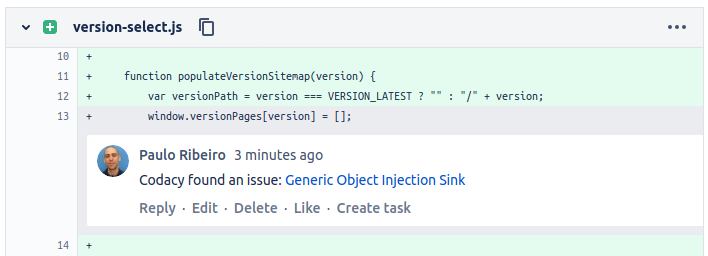 version-select.js
10 +
11 + function populateVersionSitemap(version) {
12 + var versionPath = version === VERSION_LATEST ? "" : "/" + version;
13 + window.versionPages[version] = [];
Paulo Ribeiro 3 minutes ago
Codacy found an issue: Generic Object Injection Sink
Reply · Edit · Delete · Like · Create task
14 +